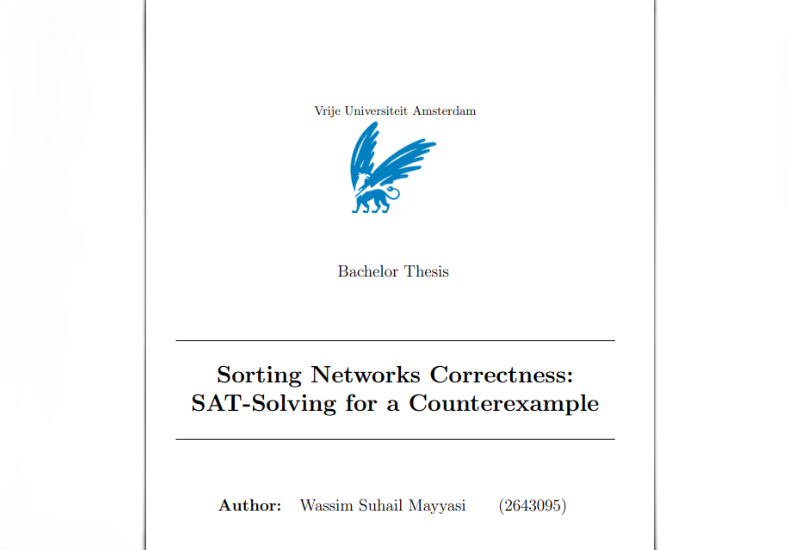 Vrije Universiteit Amsterdam
Bachelor Thesis
Sorting Networks Correctness:
SAT-Solving for a Counterexample
Author: Wassim Suhail Mayyasi (2643095)